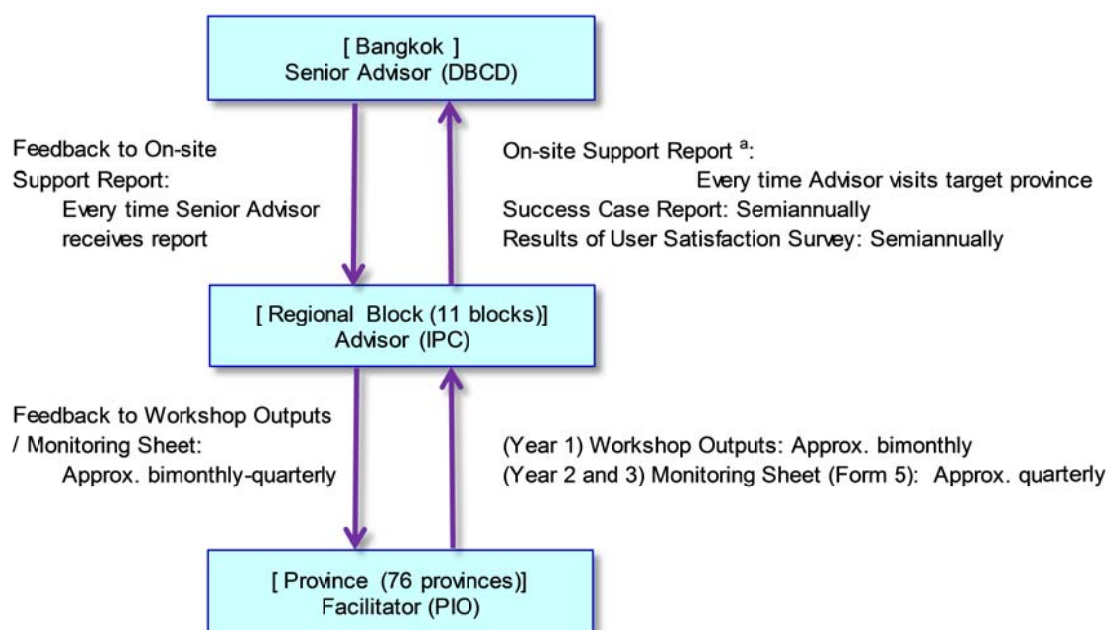 [ Bangkok ]
Senior Advisor (DBCD)
Feedback to On-site
Support Report:
Every time Senior Advisor
receives report
On-site Support Report a:
Every time Advisor visits target province
Success Case Report: Semiannually
Results of User Satisfaction Survey: Semiannually
[ Regional Block (11 blocks)]
Advisor (IPC)
Feedback to Workshop Outputs
/ Monitoring Sheet:
Approx. bimonthly-quarterly
(Year 1) Workshop Outputs: Approx. bimonthly
(Year 2 and 3) Monitoring Sheet (Form 5): Approx. quarterly
[ Province (76 provinces)]
Facilitator (PIO)